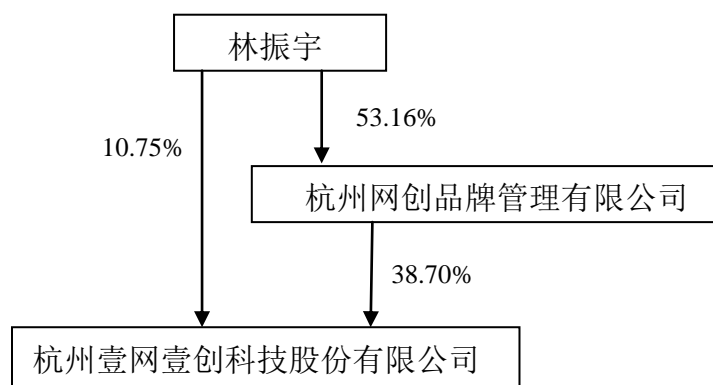 林振宇
53.16%
10.75%
杭州网创品牌管理有限公司
38.70%
杭州壹网壹创科技股份有限公司